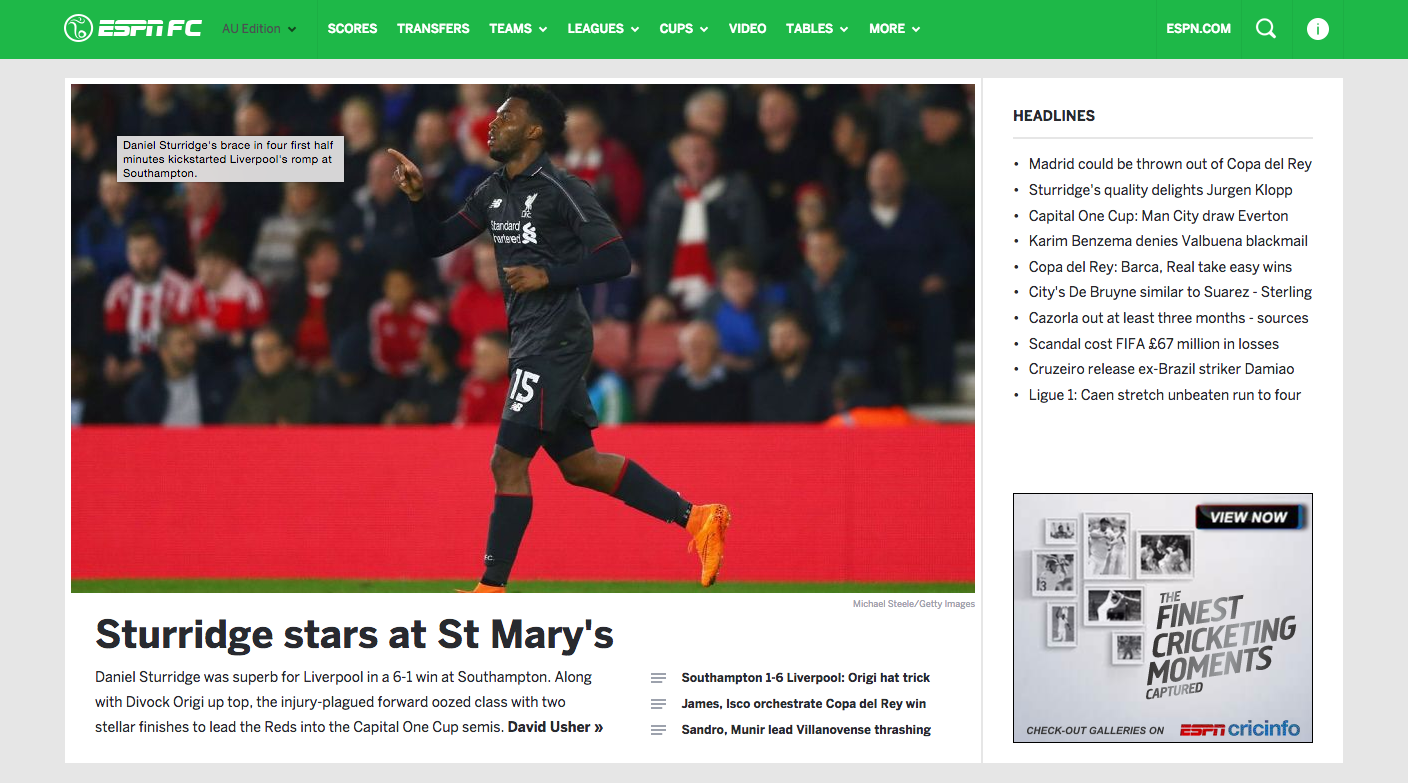 ESPN FC
AU Edition
SCORES
TRANSFERS
TEAMS
LEAGUES
CUPS
VIDEO
TABLES
MORE
ESPN.COM
i
Daniel Sturridge's brace in four first half
minutes kickstarted Liverpool's romp at
Southampton.
Standard
Chartered
15
Michael Steele/Getty Images
Sturridge stars at St Mary's
Daniel Sturridge was superb for Liverpool in a 6-1 win at Southampton. Along
with Divock Origi up top, the injury-plagued forward oozed class with two
stellar finishes to lead the Reds into the Capital One Cup semis. David Usher »
Southampton 1-6 Liverpool: Origi hat trick
James, Isco orchestrate Copa del Rey win
Sandro, Munir lead Villanovense thrashing
HEADLINES
• Madrid could be thrown out of Copa del Rey
• Sturridge's quality delights Jurgen Klopp
• Capital One Cup: Man City draw Everton
• Karim Benzema denies Valbuena blackmail
• Copa del Rey: Barca, Real take easy wins
• City's De Bruyne similar to Suarez - Sterling
• Cazorla out at least three months - sources
• Scandal cost FIFA £67 million in losses
• Cruzeiro release ex-Brazil striker Damiao
• Ligue 1: Caen stretch unbeaten run to four
VIEW NOW
THE
FINEST
CRICKETING
MOMENTS
CAPTURED
CHECK-OUT GALLERIES ON ESPN cricinfo